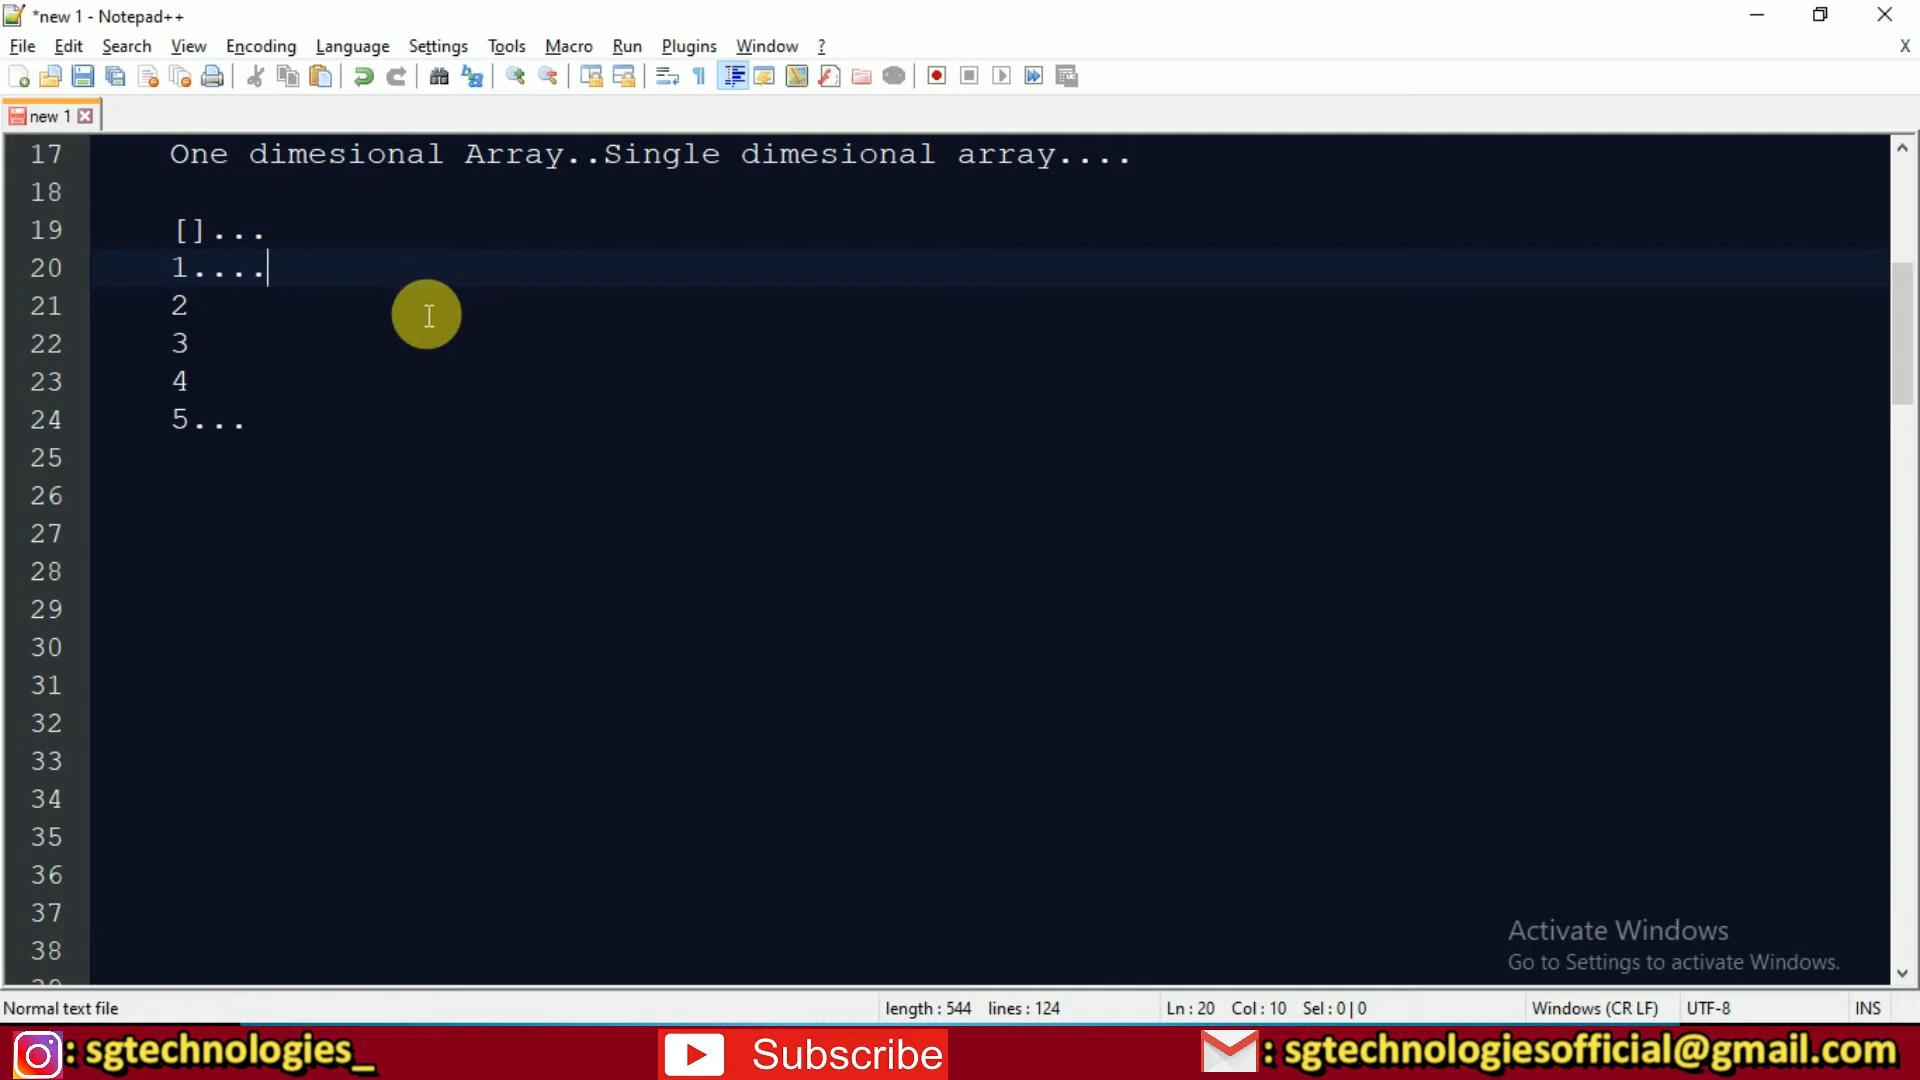 *new 1 - Notepad++
File Edit Search View Encoding Language Settings Tools Macro Run Plugins Window ?
X
new 1
17 One dimesional Array..Single dimesional array....
18
19 []...
20 1....
21 2
22 3
23 4
24 5...
25
26
27
28
29
30
31
32
33
34
35
36
37
38
Activate Windows
Go to Settings to activate Windows.
Normal text file length : 544 lines : 124 Ln : 20 Col : 10 Sel : 0 | 0 Windows (CR LF) UTF-8 INS
: sgtechnologies_ Subscribe : sgtechnologiesofficial@gmail.com